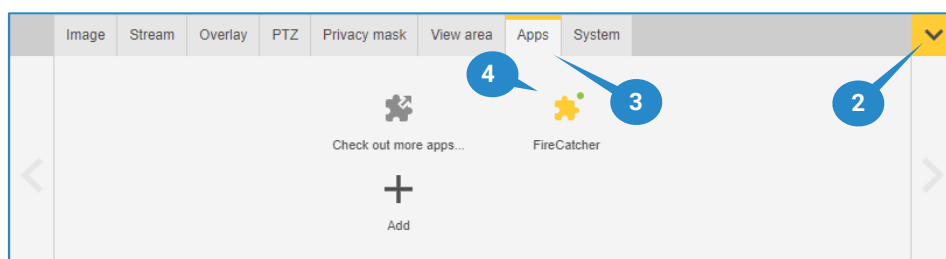 Image Stream Overlay PTZ Privacy mask View area Apps System
4
3
2
Check out more apps...
FireCatcher
Add